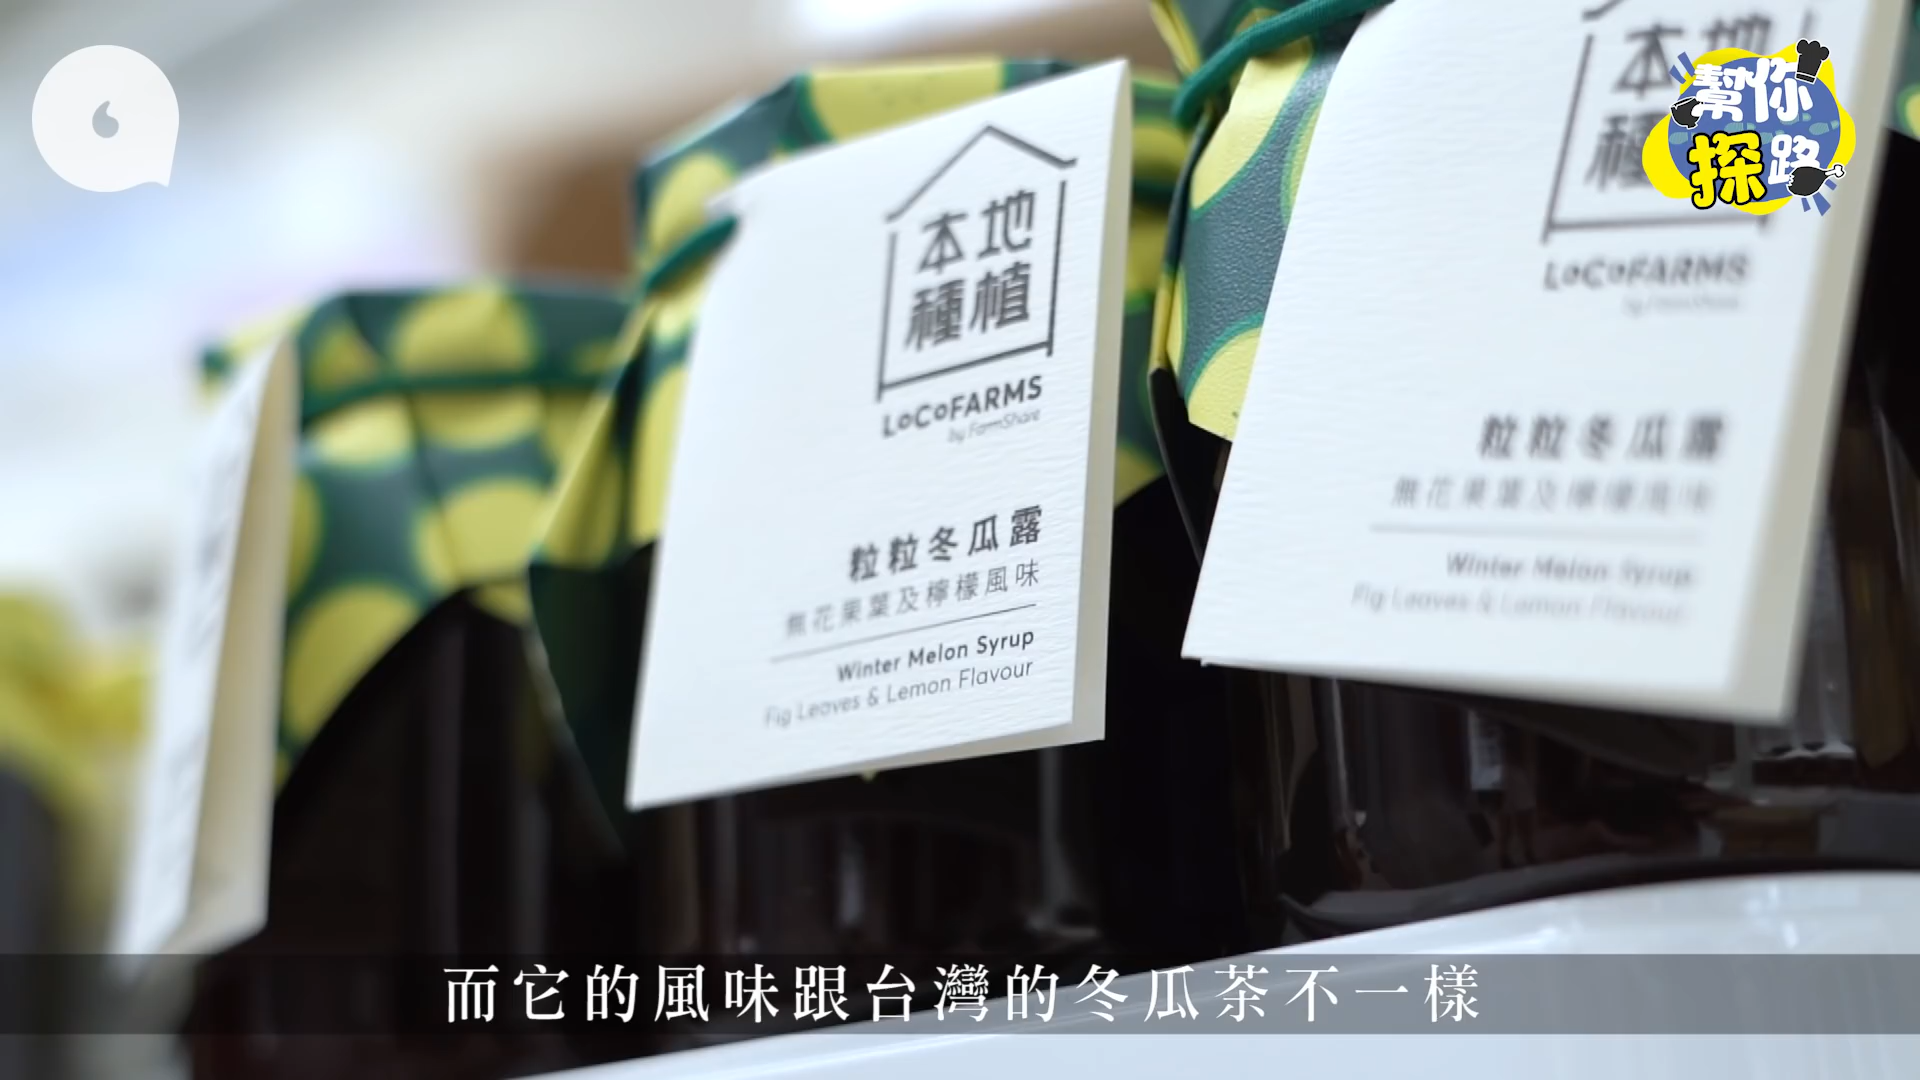 幫你
探路
本地
種植
LoCoFARMS
by FarmShare
粒粒冬瓜露
無花果葉及檸檬風味
Winter Melon Syrup
Fig Leaves & Lemon Flavour
本地
種
LoCoFARMS
by FarmShare
粒粒冬瓜露
無花果葉及檸檬風味
Winter Melon Syrup
Fig Leaves & Lemon Flavour
而它的風味跟台灣的冬瓜茶不一樣